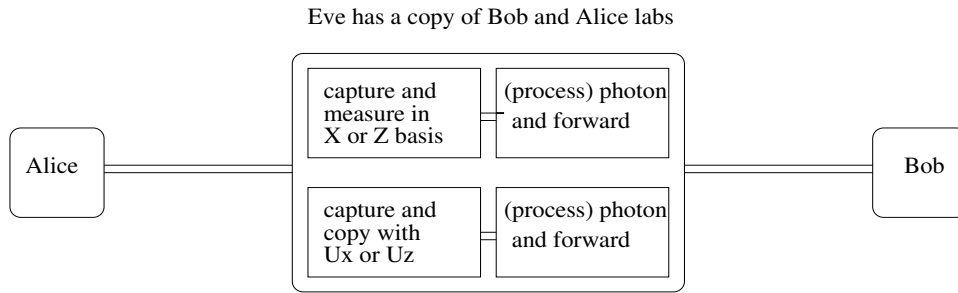 Eve has a copy of Bob and Alice labs
capture and
measure in
X or Z basis
(process) photon
and forward
Alice
Bob
capture and
copy with
Ux or Uz
(process) photon
and forward